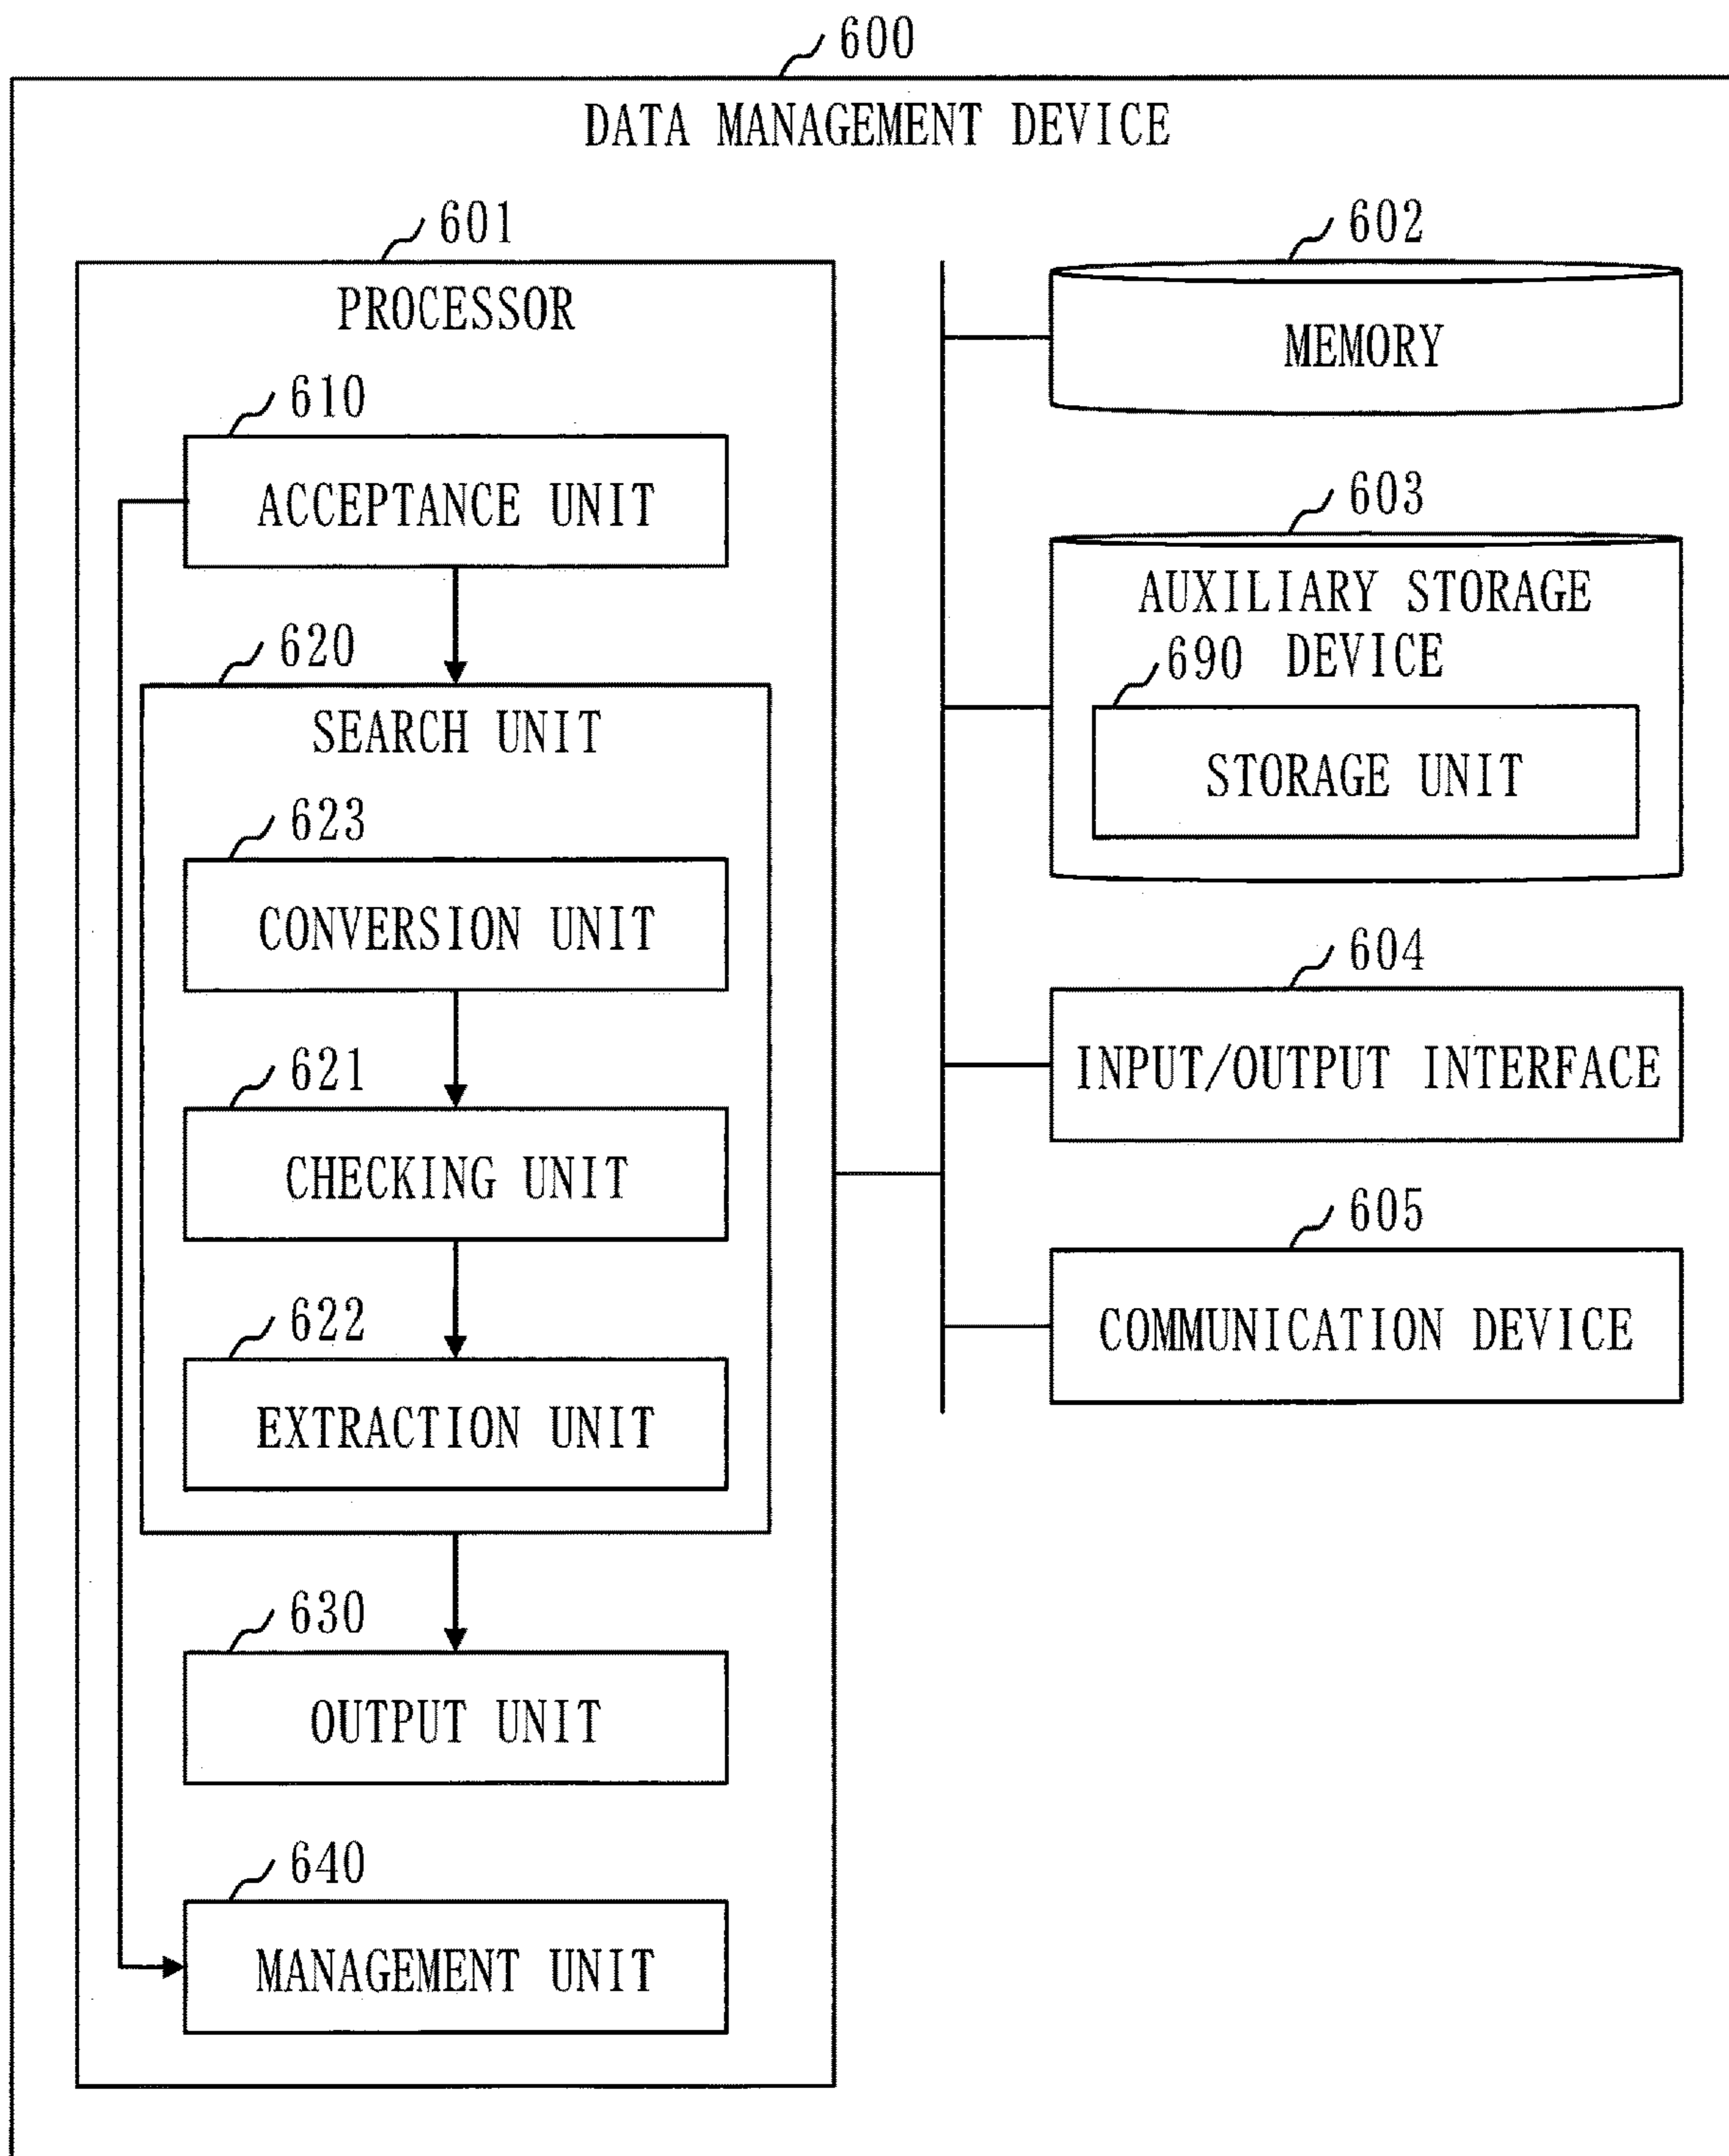 600
DATA MANAGEMENT DEVICE
601
PROCESSOR
610
ACCEPTANCE UNIT
620
SEARCH UNIT
623
CONVERSION UNIT
621
CHECKING UNIT
622
EXTRACTION UNIT
630
OUTPUT UNIT
640
MANAGEMENT UNIT
602
MEMORY
603
AUXILIARY STORAGE
690 DEVICE
STORAGE UNIT
604
INPUT/OUTPUT INTERFACE
605
COMMUNICATION DEVICE